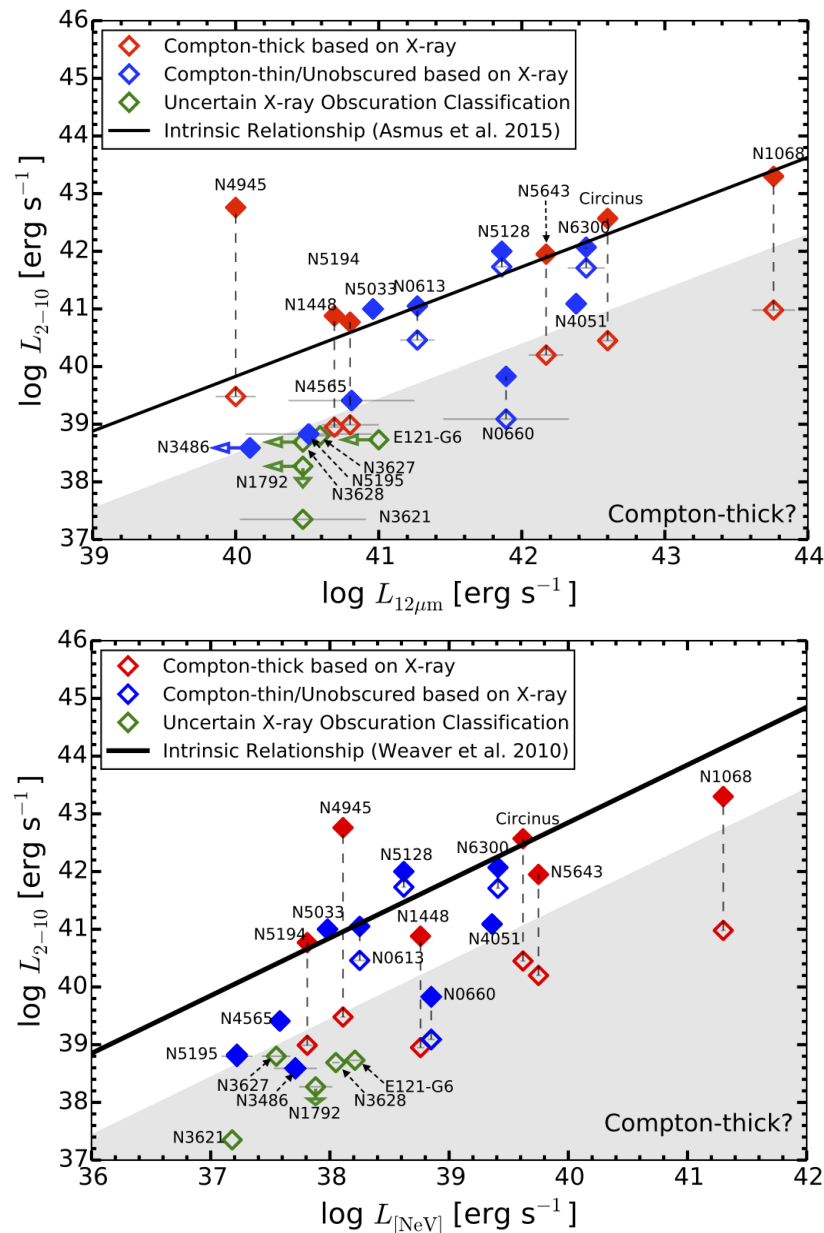 46
45
44
43
42
41
40
39
38
37
log L2−10 [erg s−1]
Compton-thick based on X-ray
Compton-thin/Unobscured based on X-ray
Uncertain X-ray Obscuration Classification
Intrinsic Relationship (Asmus et al. 2015)
N1068
N4945
N5643
Circinus
N5128
N6300
N5194
N5033
N0613
N1448
N4051
N4565
N0660
E121-G6
N3486
N3627
N5195
N1792
N3628
N3621
Compton-thick?
39 40 41 42 43 44
log L12μm [erg s−1]
46
45
44
43
42
41
40
39
38
37
log L2−10 [erg s−1]
Compton-thick based on X-ray
Compton-thin/Unobscured based on X-ray
Uncertain X-ray Obscuration Classification
Intrinsic Relationship (Weaver et al. 2010)
N1068
N4945
Circinus
N5128
N6300
N5643
N5033
N1448
N5194
N4051
N0613
N0660
N4565
N5195
N3627
E121-G6
N3486
N3628
N1792
N3621
Compton-thick?
36 37 38 39 40 41 42
log L[NeV] [erg s−1]